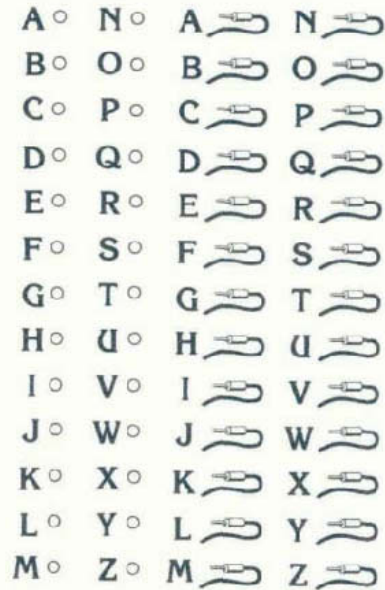 A N A N
B O B O
C P C P
D Q D Q
E R E R
F S F S
G T G T
H U H U
I V I V
J W J W
K X K X
L Y L Y
M Z M Z